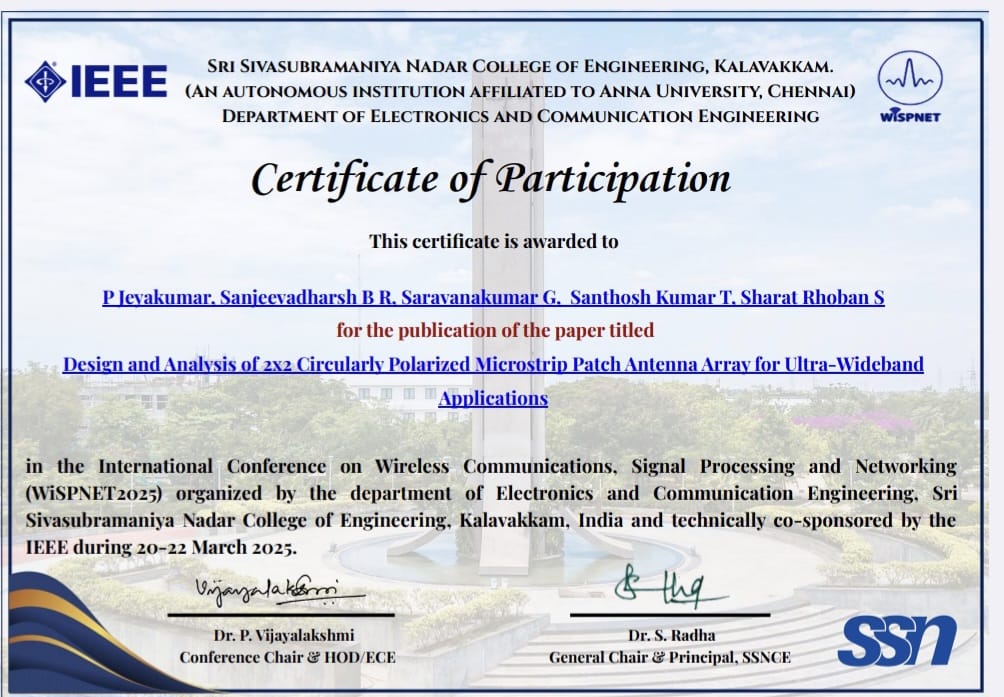 IEEE
SRI SIVASUBRAMANIYA NADAR COLLEGE OF ENGINEERING, KALAVAKKAM.
(AN AUTONOMOUS INSTITUTION AFFILIATED TO ANNA UNIVERSITY, CHENNAI)
DEPARTMENT OF ELECTRONICS AND COMMUNICATION ENGINEERING
WiSPNET
Certificate of Participation
This certificate is awarded to
P Jeyakumar, Sanjeevadharsh B R, Saravanakumar G, Santhosh Kumar T, Sharat Rhoban S
for the publication of the paper titled
Design and Analysis of 2x2 Circularly Polarized Microstrip Patch Antenna Array for Ultra-Wideband
Applications
in the International Conference on Wireless Communications, Signal Processing and Networking
(WiSPNET2025) organized by the department of Electronics and Communication Engineering, Sri
Sivasubramaniya Nadar College of Engineering, Kalavakkam, India and technically co-sponsored by the
IEEE during 20-22 March 2025.
Vijayalakshmi
Dr. P. Vijayalakshmi
Conference Chair & HOD/ECE
Dr. S. Radha
General Chair & Principal, SSNCE
ssn